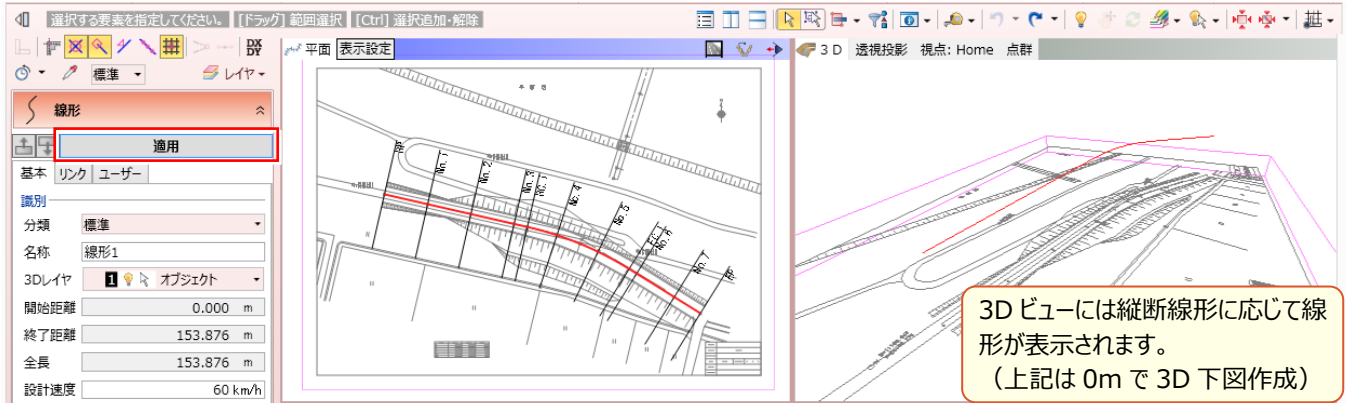 選択する要素を指定してください。 [ドラッグ] 範囲選択 [Ctrl] 選択追加・解除
DX
DY
標準
レイヤ
線形
適用
基本 リンク ユーザー
識別
分類 標準
名称 線形1
3Dレイヤ 1 オブジェクト
開始距離 0.000 m
終了距離 153.876 m
全長 153.876 m
設計速度 60 km/h
平面 表示設定
BP
No.1
No.2
No.3
No.4
No.5
No.6
No.7
EP
3D 透視投影 視点: Home 点群
3D ビューには縦断線形に応じて線
形が表示されます。
（上記は 0m で 3D 下図作成）